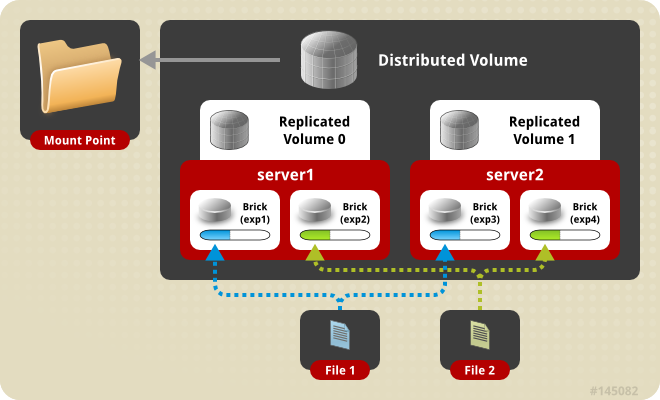 Distributed Volume
Mount Point
Replicated
Volume 0
Replicated
Volume 1
server1
server2
Brick
(exp1)
Brick
(exp2)
Brick
(exp3)
Brick
(exp4)
File 1
File 2
#145082